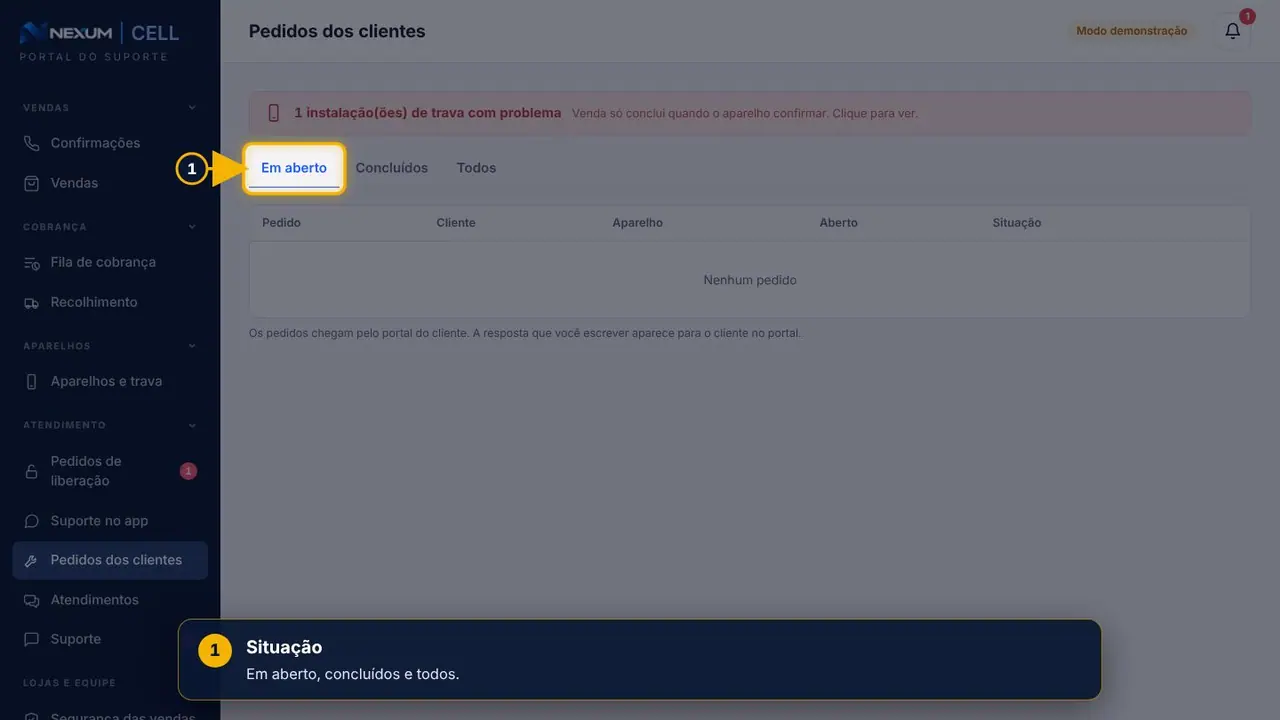 NEXUM | CELL
PORTAL DO SUPORTE
VENDAS
Confirmações
Vendas
COBRANÇA
Fila de cobrança
Recolhimento
APARELHOS
Aparelhos e trava
ATENDIMENTO
Pedidos de
liberação
1
Suporte no app
Pedidos dos clientes
Atendimentos
Suporte
LOJAS E EQUIPE
Segurança das vendas
Pedidos dos clientes
Modo demonstração
1
1 instalação(ões) de trava com problema Venda só conclui quando o aparelho confirmar. Clique para ver.
1
Em aberto Concluídos Todos
Pedido Cliente Aparelho Aberto Situação
Nenhum pedido
Os pedidos chegam pelo portal do cliente. A resposta que você escrever aparece para o cliente no portal.
1
Situação
Em aberto, concluídos e todos.